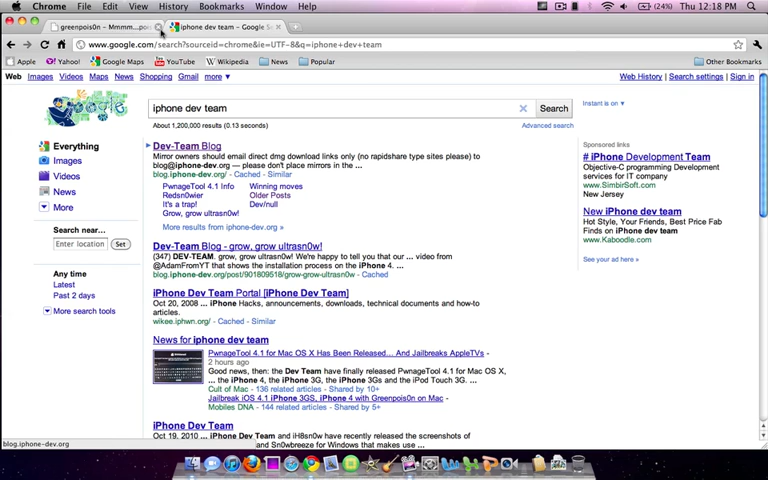 Chrome File Edit View History Bookmarks Window Help (24%) Thu 12:18 PM
greenpois0n – Mmmm...pois
iphone dev team – Google Se
www.google.com/search?sourceid=chrome&ie=UTF-8&q=iphone+dev+team
Apple Yahoo! Google Maps YouTube Wikipedia News Popular Other Bookmarks
Web Images Videos Maps News Shopping Gmail more Web History | Search settings | Sign in
iphone dev team
Search
Instant is on
About 1,200,000 results (0.13 seconds)
Advanced search
Everything
Images
Videos
News
More
Search near...
Enter location
Set
Any time
Latest
Past 2 days
More search tools
Dev-Team Blog
Mirror owners should email direct dmg download links only (no rapidshare type sites please) to
blog@iphone-dev.org — please don't place mirrors in the ...
blog.iphone-dev.org/ - Cached - Similar
PwnageTool 4.1 Info Winning moves
Redsn0wier Older Posts
It's a trap! Dev/null
Grow, grow ultrasn0w!
More results from iphone-dev.org »
Dev-Team Blog - grow, grow ultrasn0w!
(347) DEV-TEAM. grow, grow ultrasn0w! We're happy to tell you that our ... video from
@AdamFromYT that shows the installation process on the iPhone 4. ...
blog.iphone-dev.org/post/901809518/grow-grow-ultrasn0w - Cached
iPhone Dev Team Portal [iPhone Dev Team]
Oct 20, 2008 ... iPhone Hacks, announcements, downloads, technical documents and how-to
articles.
wikee.iphwn.org/ - Cached - Similar
News for iphone dev team
PwnageTool 4.1 for Mac OS X Has Been Released... And Jailbreaks AppleTVs -
2 hours ago
Good news, then: the Dev Team have finally released PwnageTool 4.1 for Mac OS X,
... the iPhone 4, the iPhone 3G, the iPhone 3Gs and the iPod Touch 3G. ...
Cult of Mac - 136 related articles - Shared by 10+
Jailbreak iOS 4.1 iPhone 3GS, iPhone 4 with Greenpois0n on Mac -
Mobiles DNA - 144 related articles - Shared by 5+
iPhone Dev Team
Oct 19, 2010 ... iPhone Dev Team and iH8sn0w have recently released the screenshots of
and Sn0wbreeze for Windows that makes use ...
Sponsored links
# iPhone Development Team
Objective-C programming Development
services for IT company
www.SimbirSoft.com
New Jersey
New iPhone dev team
Hot Style, Your Friends, Best Price Fab
Finds on iPhone dev team
www.Kaboodle.com
See your ad here »
blog.iphone-dev.org